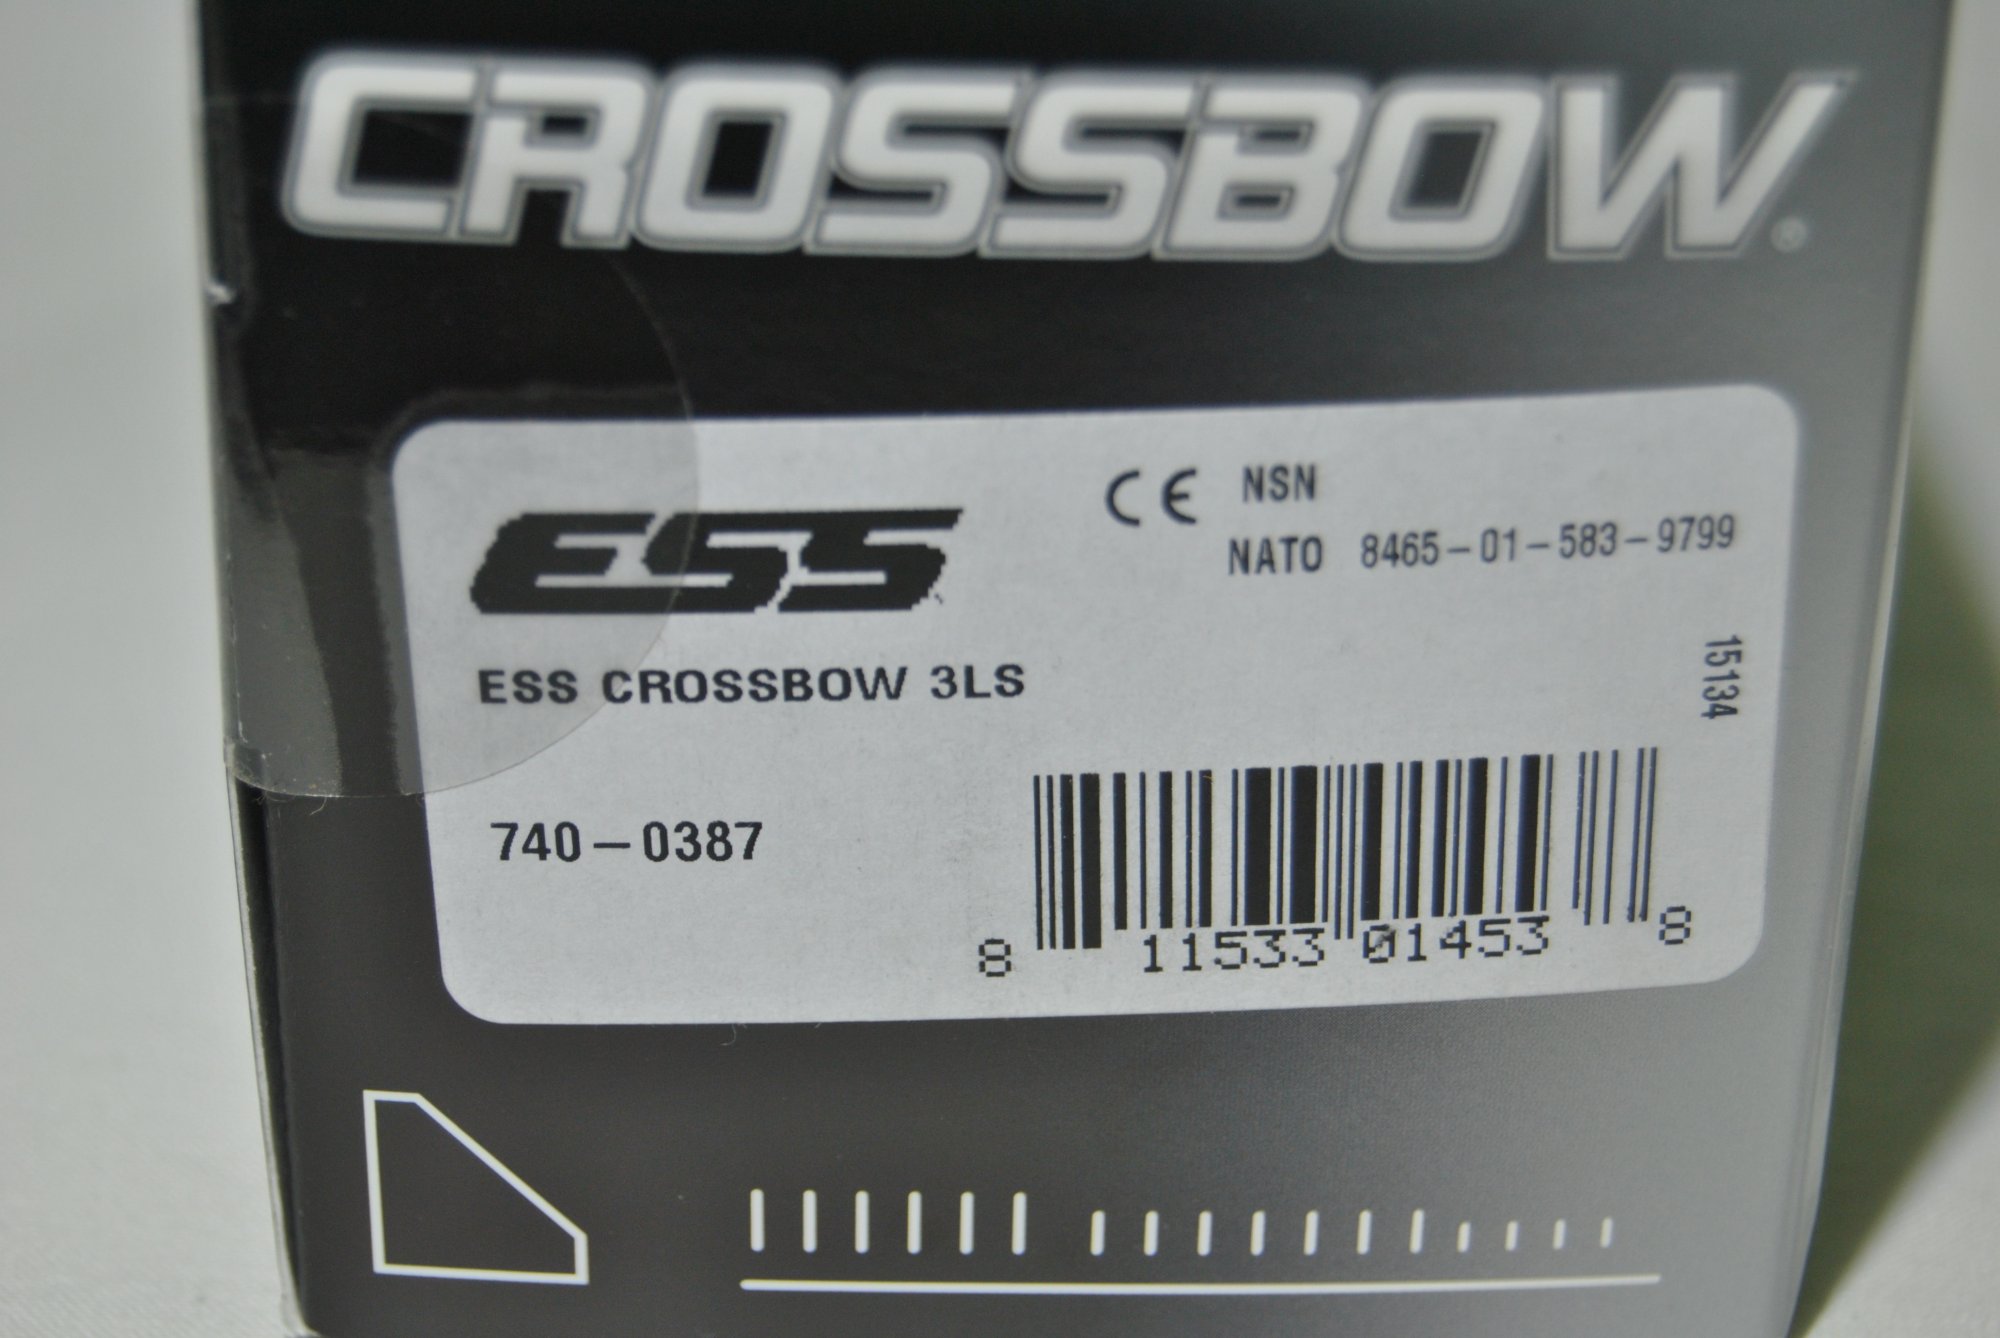 CROSSBOW®
ESS
CE NSN
NATO 8465-01-583-9799
ESS CROSSBOW 3LS
15134
740-0387
8 11533 01453 8